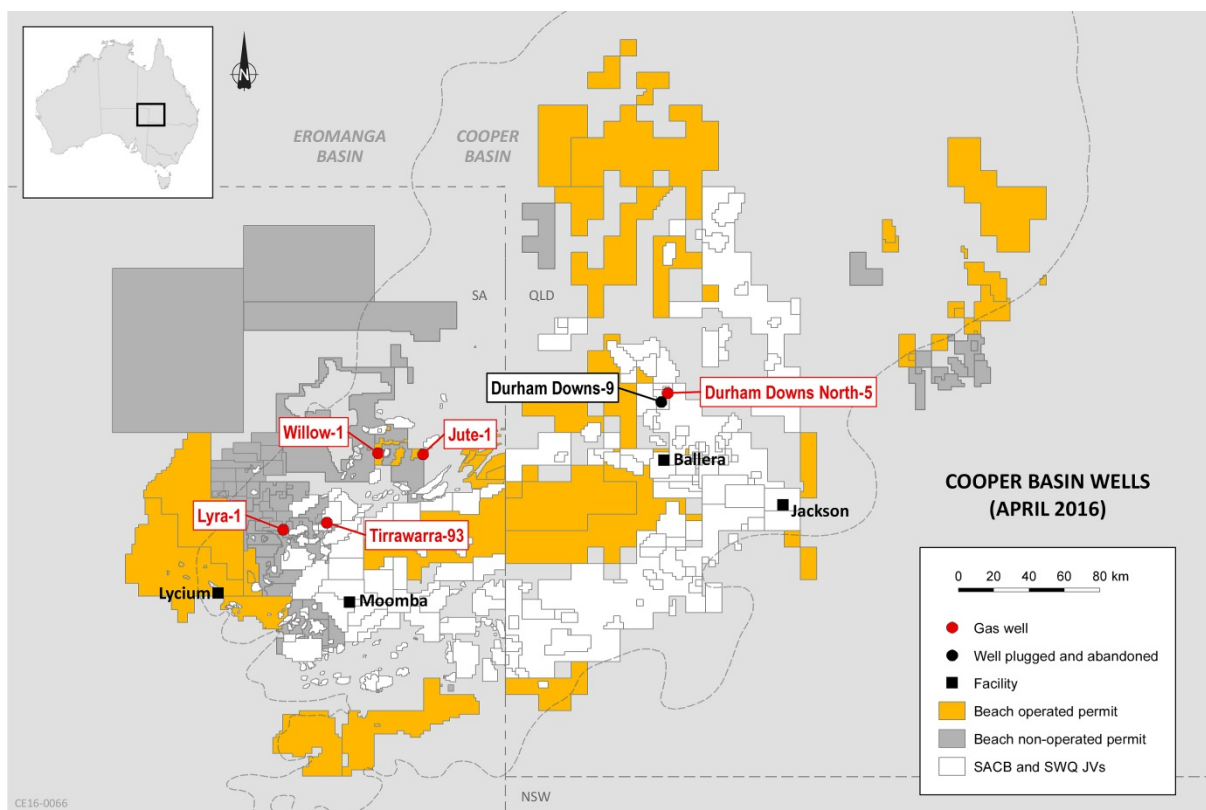 N
EROMANGA
BASIN
COOPER
BASIN
SA
QLD
Durham Downs-9
Durham Downs North-5
Willow-1
Jute-1
Ballera
Jackson
Lyra-1
Tirrawarra-93
Lycium
Moomba
NSW
COOPER BASIN WELLS
(APRIL 2016)
0 20 40 60 80 km
Gas well
Well plugged and abandoned
Facility
Beach operated permit
Beach non-operated permit
SACB and SWQ JVs
CE16-0066